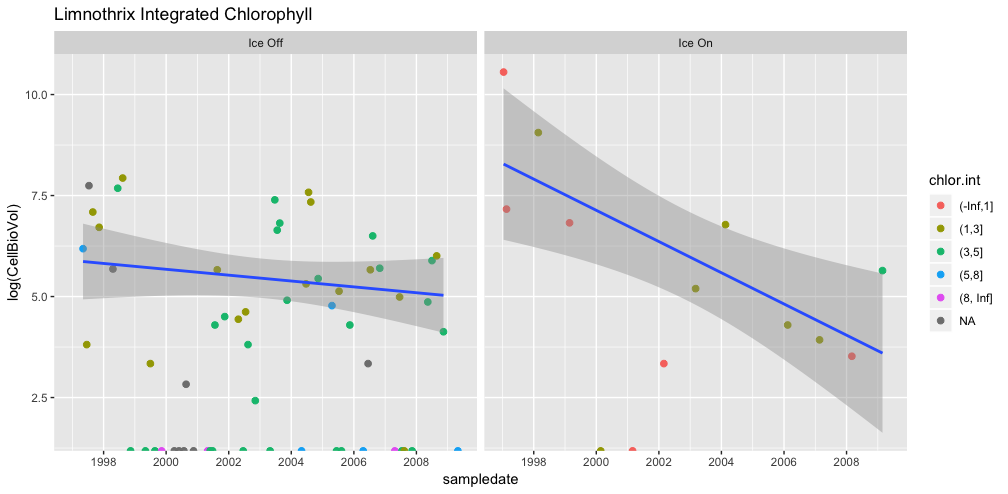 Limnothrix Integrated Chlorophyll
Ice Off
Ice On
log(CellBioVol)
10.0
7.5
5.0
2.5
1998 2000 2002 2004 2006 2008
1998 2000 2002 2004 2006 2008
sampledate
chlor.int
(-Inf,1]
(1,3]
(3,5]
(5,8]
(8, Inf]
NA